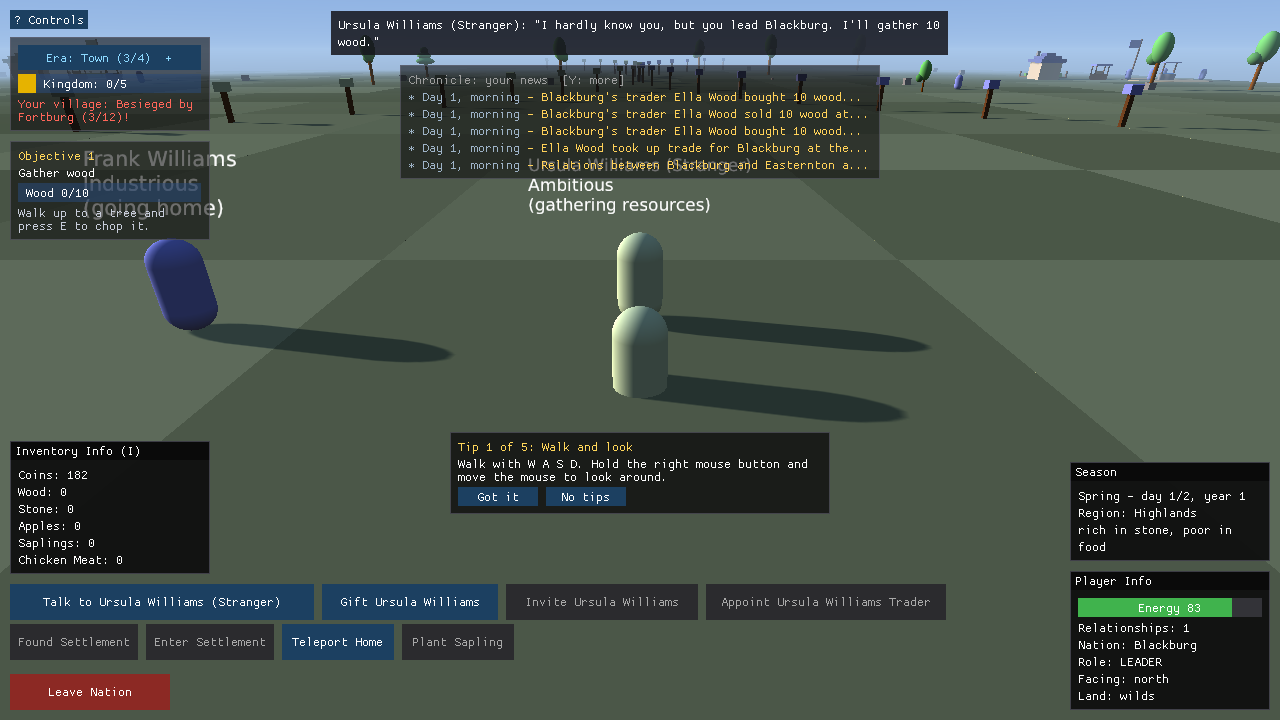 ? Controls
Ursula Williams (Stranger): "I hardly know you, but you lead Blackburg. I'll gather 10
wood."
Era: Town (3/4)  +
Kingdom: 0/5
Your village: Besieged by
Fortburg (3/12)!
Chronicle: your news  [Y: more]
* Day 1, morning - Blackburg's trader Ella Wood bought 10 wood...
* Day 1, morning - Blackburg's trader Ella Wood sold 10 wood at...
* Day 1, morning - Blackburg's trader Ella Wood bought 10 wood...
* Day 1, morning - Ella Wood took up trade for Blackburg at the...
* Day 1, morning - Relations between Blackburg and Easternton a...
Objective 1
Gather wood
Wood 0/10
Walk up to a tree and
press E to chop it.
Frank Williams
Industrious
(going home)
Ursula Williams (Stranger)
Ambitious
(gathering resources)
Tip 1 of 5: Walk and look
Walk with W A S D. Hold the right mouse button and
move the mouse to look around.
Got it
No tips
Inventory Info (I)
Coins: 182
Wood: 0
Stone: 0
Apples: 0
Saplings: 0
Chicken Meat: 0
Season
Spring - day 1/2, year 1
Region: Highlands
rich in stone, poor in
food
Player Info
Energy 83
Relationships: 1
Nation: Blackburg
Role: LEADER
Facing: north
Land: wilds
Talk to Ursula Williams (Stranger)
Gift Ursula Williams
Invite Ursula Williams
Appoint Ursula Williams Trader
Found Settlement
Enter Settlement
Teleport Home
Plant Sapling
Leave Nation